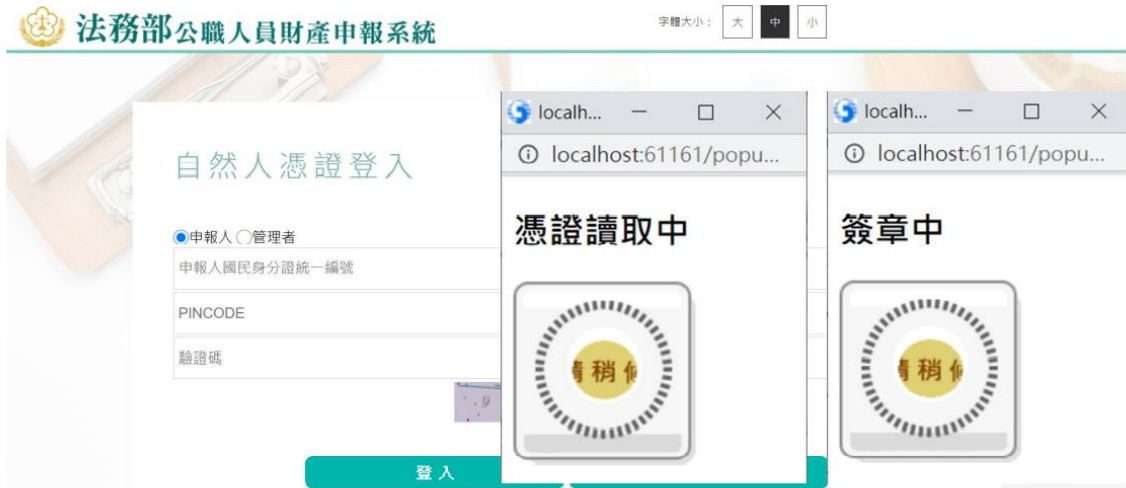 法務部公職人員財產申報系統
字體大小： 大 中 小
自然人憑證登入
申報人 管理者
申報人國民身分證統一編號
PINCODE
驗證碼
9
登入
localh...
localhost:61161/popu...
憑證讀取中
稍
localh...
localhost:61161/popu...
簽章中
稍